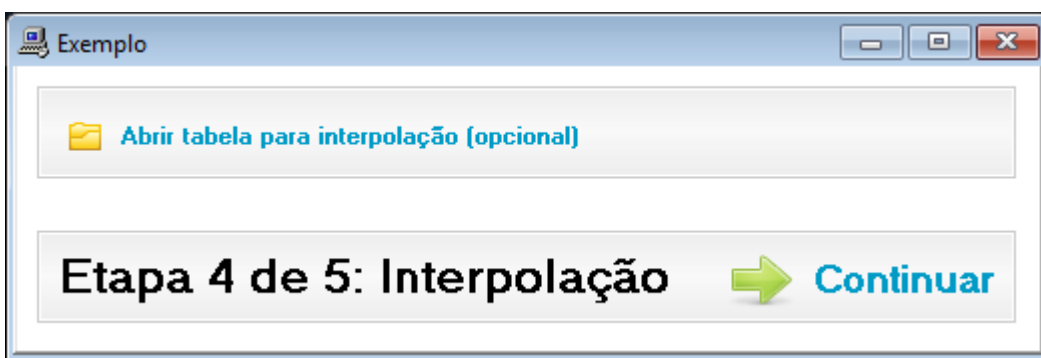 Exemplo
Abrir tabela para interpolação (opcional)
Etapa 4 de 5: Interpolação
Continuar